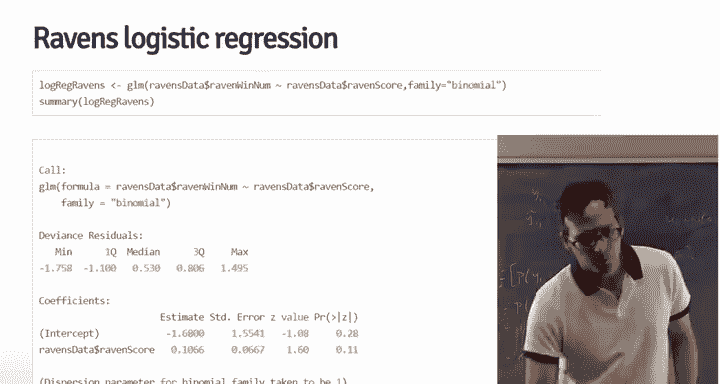 Ravens logistic regression
logRegRavens <- glm(ravensData$ravenWinNum ~ ravensData$ravenScore,family="binomial")
summary(logRegRavens)
Call:
glm(formula = ravensData$ravenWinNum ~ ravensData$ravenScore,
family = "binomial")
Deviance Residuals:
Min 1Q Median 3Q Max
-1.758 -1.100 0.530 0.806 1.495
Coefficients:
Estimate Std. Error z value Pr(>|z|)
(Intercept) -1.6800 1.5541 -1.08 0.28
ravensData$ravenScore 0.1066 0.0667 1.60 0.11
(Dispersion parameter for binomial family taken to be 1)